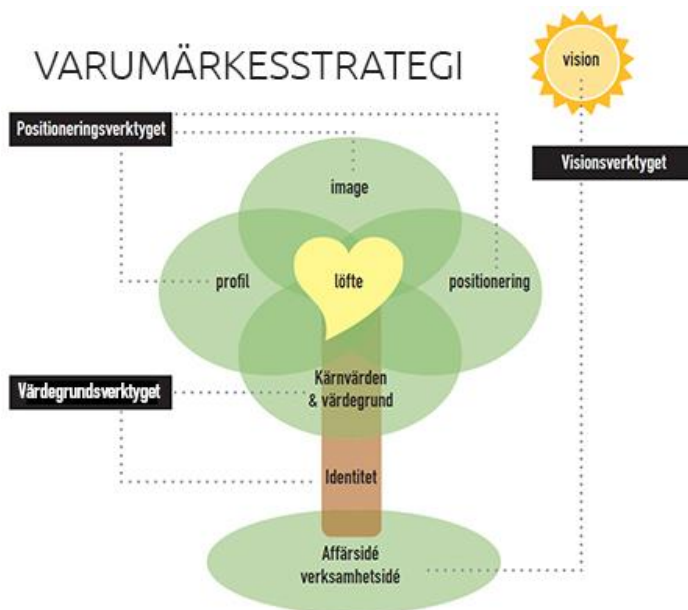 VARUMÄRKESSTRATEGI
vision
Positioneringsverktyget
Visionsverktyget
image
profil
löfte
positionering
Värdegrundsverktyget
Kärnvärden
& värdegrund
Identitet
Affärsidé
verksamhetsidé